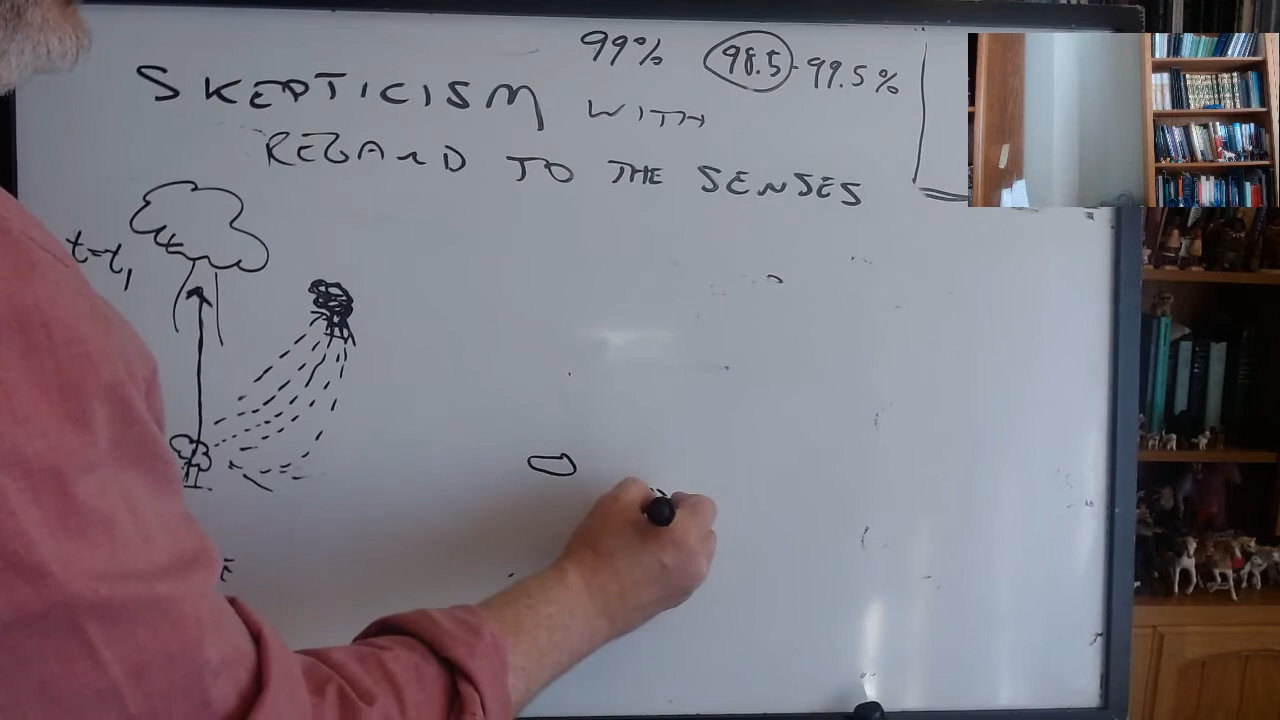 99% 98.5-99.5%
SKEPTICISM WITH
REGARD TO THE SENSES
t=t1
E